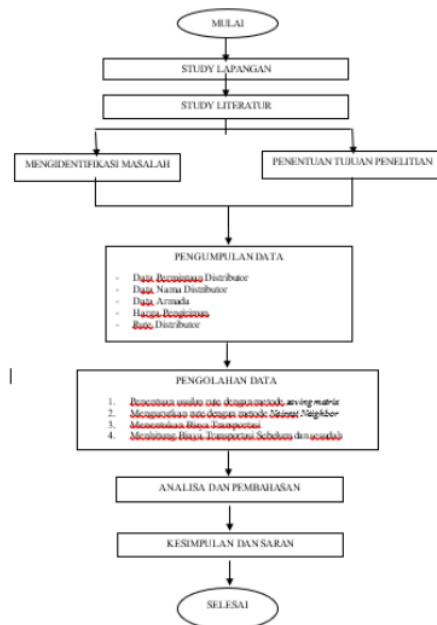 MULAI
STUDY LAPANGAN
STUDY LITERATUR
MENGIDENTIFIKASI MASALAH
PENENTUAN TUJUAN PENELITIAN
PENGUMPULAN DATA
- Data Permintaan Distributor
- Data Nama Distributor
- Data Armada
- Harga Pengiriman
- Rute Distributor
PENGOLAHAN DATA
1. Penentuan usulan rute dengan metode saving matrix
2. Mengurutkan rute dengan metode Neighbor
3. Menentukan Biaya Transportasi
4. Menhitung Biaya Transportasi Sebelum dan sesudah
ANALISA DAN PEMBAHASAN
KESIMPULAN DAN SARAN
SELESAI